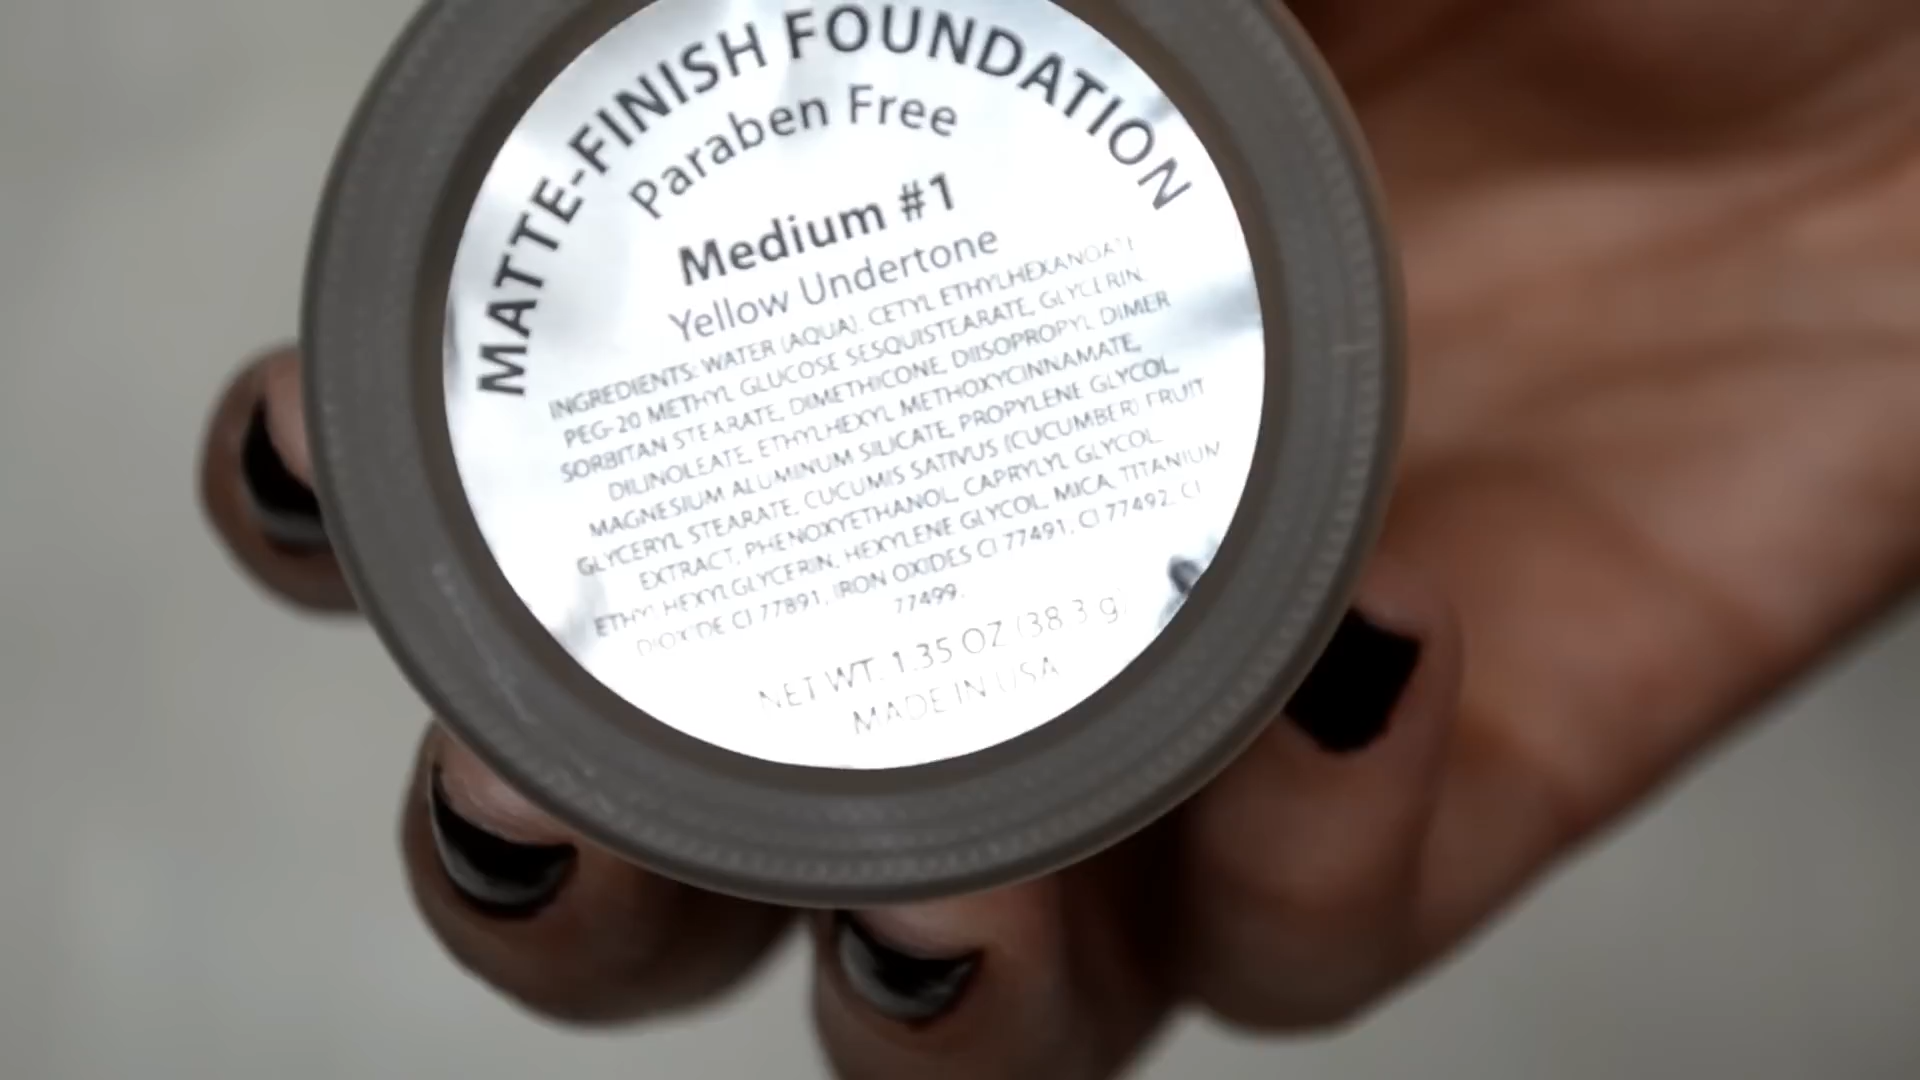 MATTE-FINISH FOUNDATION
Paraben Free
Medium #1
Yellow Undertone
INGREDIENTS: WATER (AQUA), CETYL ETHYLHEXANOATE
PEG-20 METHYL GLUCOSE SESQUISTEARATE, GLYCERIN,
SORBITAN STEARATE, DIMETHICONE, DIISOPROPYL DIMER
DILINOLEATE, ETHYLHEXYL METHOXYCINNAMATE,
MAGNESIUM ALUMINUM SILICATE, PROPYLENE GLYCOL,
GLYCERYL STEARATE, CUCUMIS SATIVUS (CUCUMBER) FRUIT
EXTRACT, PHENOXYETHANOL, CAPRYLYL GLYCOL
ETHYLHEXYLGLYCERIN, HEXYLENE GLYCOL, MICA, TITANIUM
DIOXIDE CI 77891, IRON OXIDES CI 77491, CI 77492, CI
77499.
NET WT. 1.35 OZ (38.3 g)
MADE IN USA